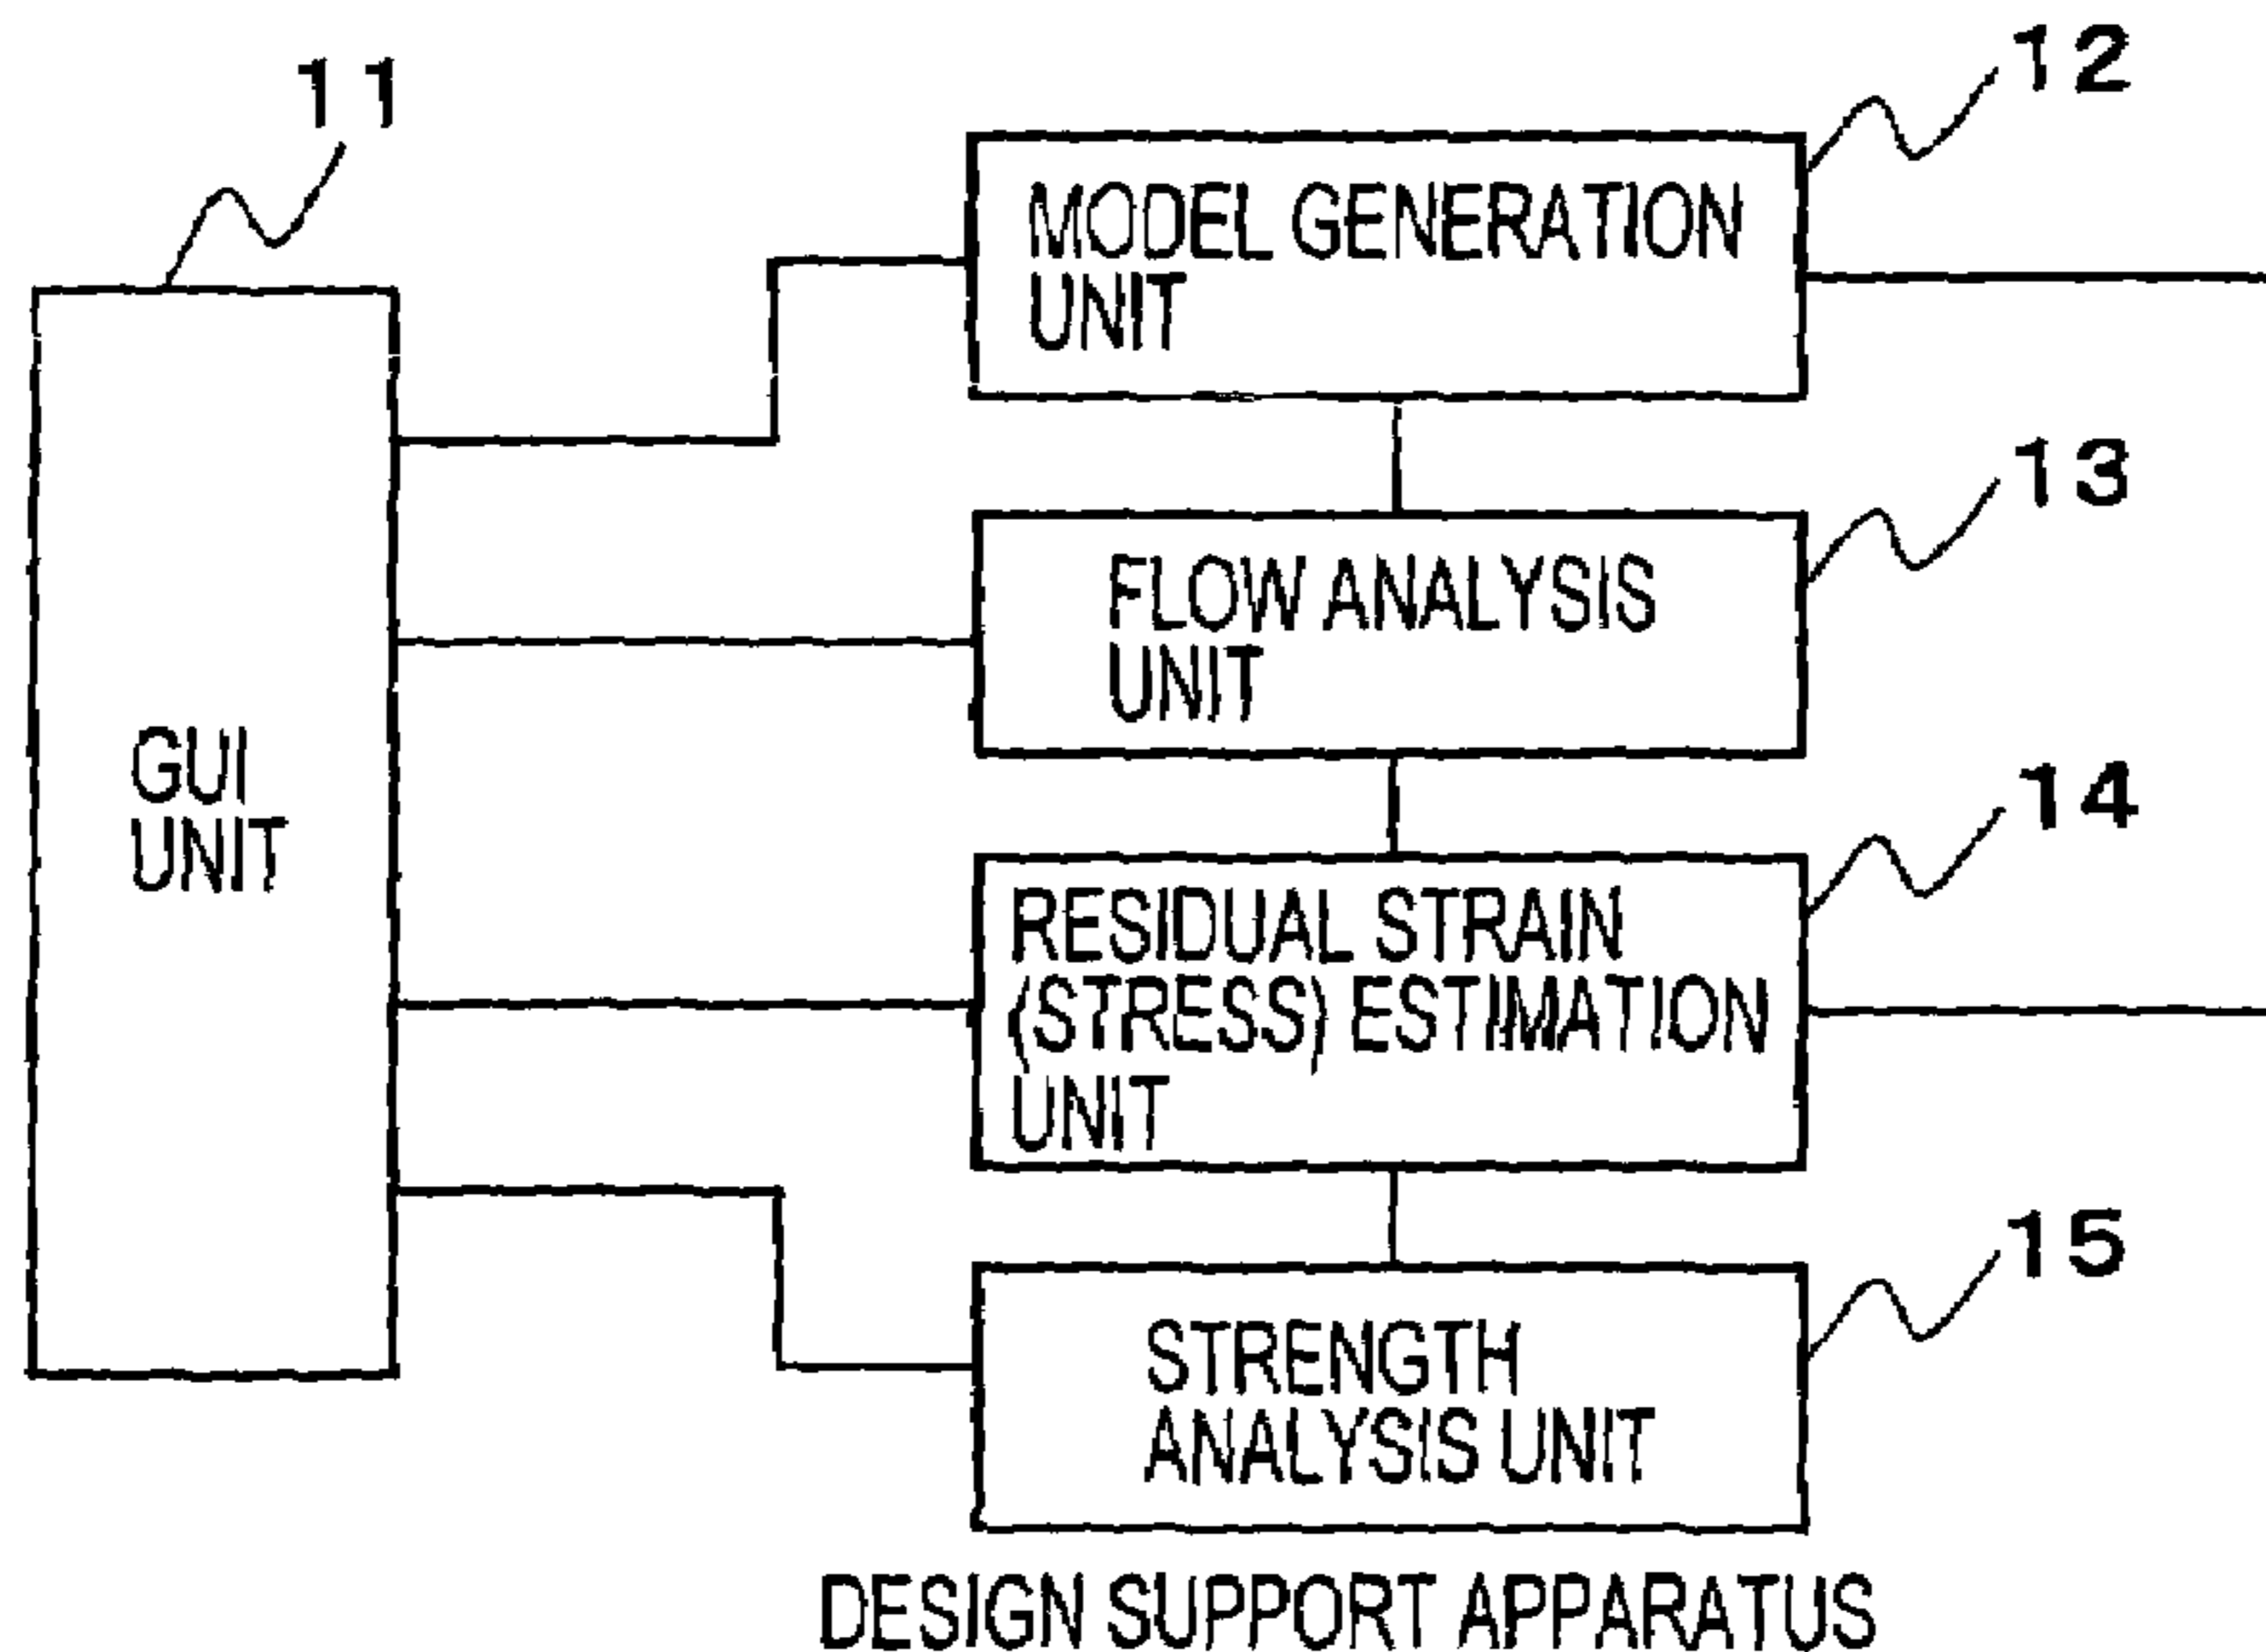 11
12
MODEL GENERATION
UNIT
13
FLOW ANALYSIS
UNIT
GUI
UNIT
14
RESIDUAL STRAIN
(STRESS) ESTIMATION
UNIT
15
STRENGTH
ANALYSIS UNIT
DESIGN SUPPORT APPARATUS